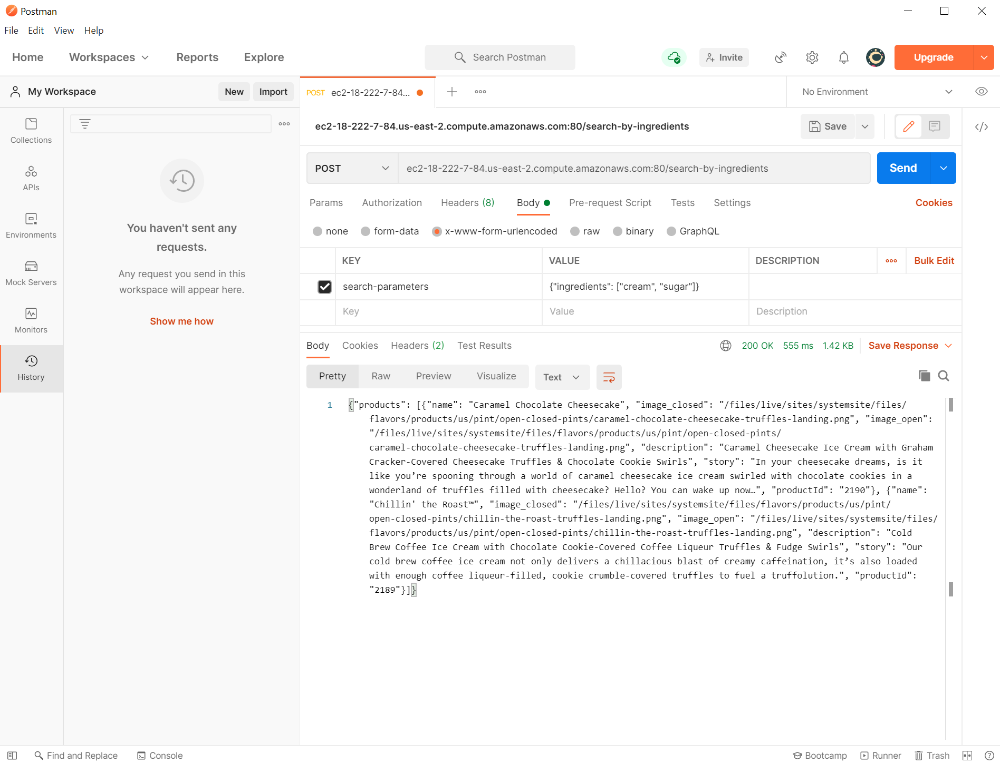 Postman
File Edit View Help
Home Workspaces Reports Explore Search Postman Invite Upgrade
My Workspace New Import POST ec2-18-222-7-84... No Environment
ec2-18-222-7-84.us-east-2.compute.amazonaws.com:80/search-by-ingredients Save
Collections
APIs
Environments
Mock Servers
Monitors
History
You haven't sent any
requests.
Any request you send in this
workspace will appear here.
Show me how
POST ec2-18-222-7-84.us-east-2.compute.amazonaws.com:80/search-by-ingredients Send
Params Authorization Headers (8) Body Pre-request Script Tests Settings Cookies
none form-data x-www-form-urlencoded raw binary GraphQL
KEY VALUE DESCRIPTION Bulk Edit
search-parameters {"ingredients": ["cream", "sugar"]}
Key Value Description
Body Cookies Headers (2) Test Results 200 OK 555 ms 1.42 KB Save Response
Pretty Raw Preview Visualize Text
1 {"products": [{"name": "Caramel Chocolate Cheesecake", "image_closed": "/files/live/sites/systemsite/files/
flavors/products/us/pint/open-closed-pints/caramel-chocolate-cheesecake-truffles-landing.png", "image_open":
"/files/live/sites/systemsite/files/flavors/products/us/pint/open-closed-pints/
caramel-chocolate-cheesecake-truffles-landing.png", "description": "Caramel Cheesecake Ice Cream with Graham
Cracker-Covered Cheesecake Truffles & Chocolate Cookie Swirls", "story": "In your cheesecake dreams, is it
like you’re spooning through a world of caramel cheesecake ice cream swirled with chocolate cookies in a
wonderland of truffles filled with cheesecake? Hello? You can wake up now…", "productId": "2190"}, {"name":
"Chillin' the Roast™", "image_closed": "/files/live/sites/systemsite/files/flavors/products/us/pint/
open-closed-pints/chillin-the-roast-truffles-landing.png", "image_open": "/files/live/sites/systemsite/files/
flavors/products/us/pint/open-closed-pints/chillin-the-roast-truffles-landing.png", "description": "Cold
Brew Coffee Ice Cream with Chocolate Cookie-Covered Coffee Liqueur Truffles & Fudge Swirls", "story": "Our
cold brew coffee ice cream not only delivers a chillacious blast of creamy caffeination, it’s also loaded
with enough coffee liqueur-filled, cookie crumble-covered truffles to fuel a truffolution.", "productId":
"2189"}]}
Find and Replace Console Bootcamp Runner Trash